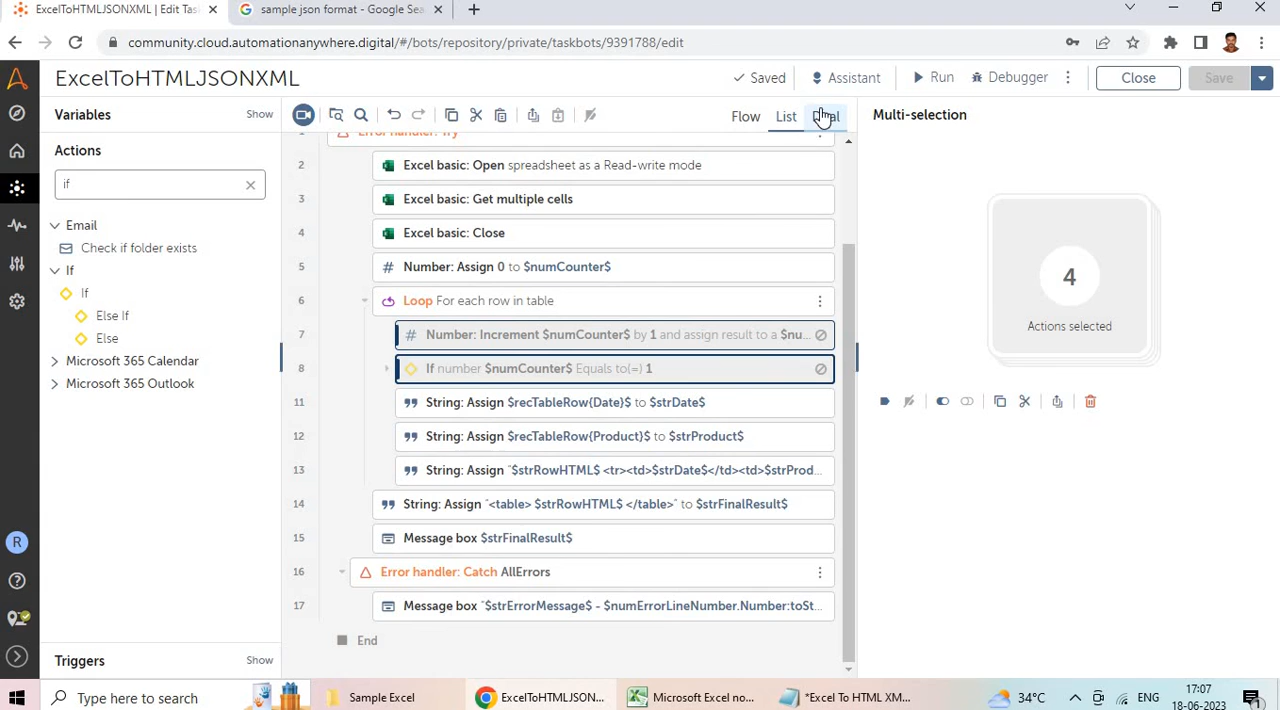 ExcelToHTMLJSONXML | Edit Tas
sample json format - Google Sea
community.cloud.automationanywhere.digital/#/bots/repository/private/taskbots/9391788/edit
ExcelToHTMLJSONXML
Saved
Assistant
Run
Debugger
Close
Save
Variables
Show
Flow
List
Multi-selection
Actions
if
Email
Check if folder exists
If
If
Else If
Else
Microsoft 365 Calendar
Microsoft 365 Outlook
Triggers
Show
1 Error handler: Try
2 Excel basic: Open spreadsheet as a Read-write mode
3 Excel basic: Get multiple cells
4 Excel basic: Close
5 # Number: Assign 0 to $numCounter$
6 Loop For each row in table
7 # Number: Increment $numCounter$ by 1 and assign result to a $nu...
8 If number $numCounter$ Equals to(=) 1
11 String: Assign $recTableRow{Date}$ to $strDate$
12 String: Assign $recTableRow{Product}$ to $strProduct$
13 String: Assign "$strRowHTML$ <tr><td>$strDate$</td><td>$strProd...
14 String: Assign "<table> $strRowHTML$ </table>" to $strFinalResult$
15 Message box $strFinalResult$
16 Error handler: Catch AllErrors
17 Message box "$strErrorMessage$ - $numErrorLineNumber.Number:toSt...
End
4
Actions selected
R
Type here to search
Sample Excel
ExcelToHTMLJSON...
Microsoft Excel no...
*Excel To HTML XM...
34°C
ENG
17:07
18-06-2023
1